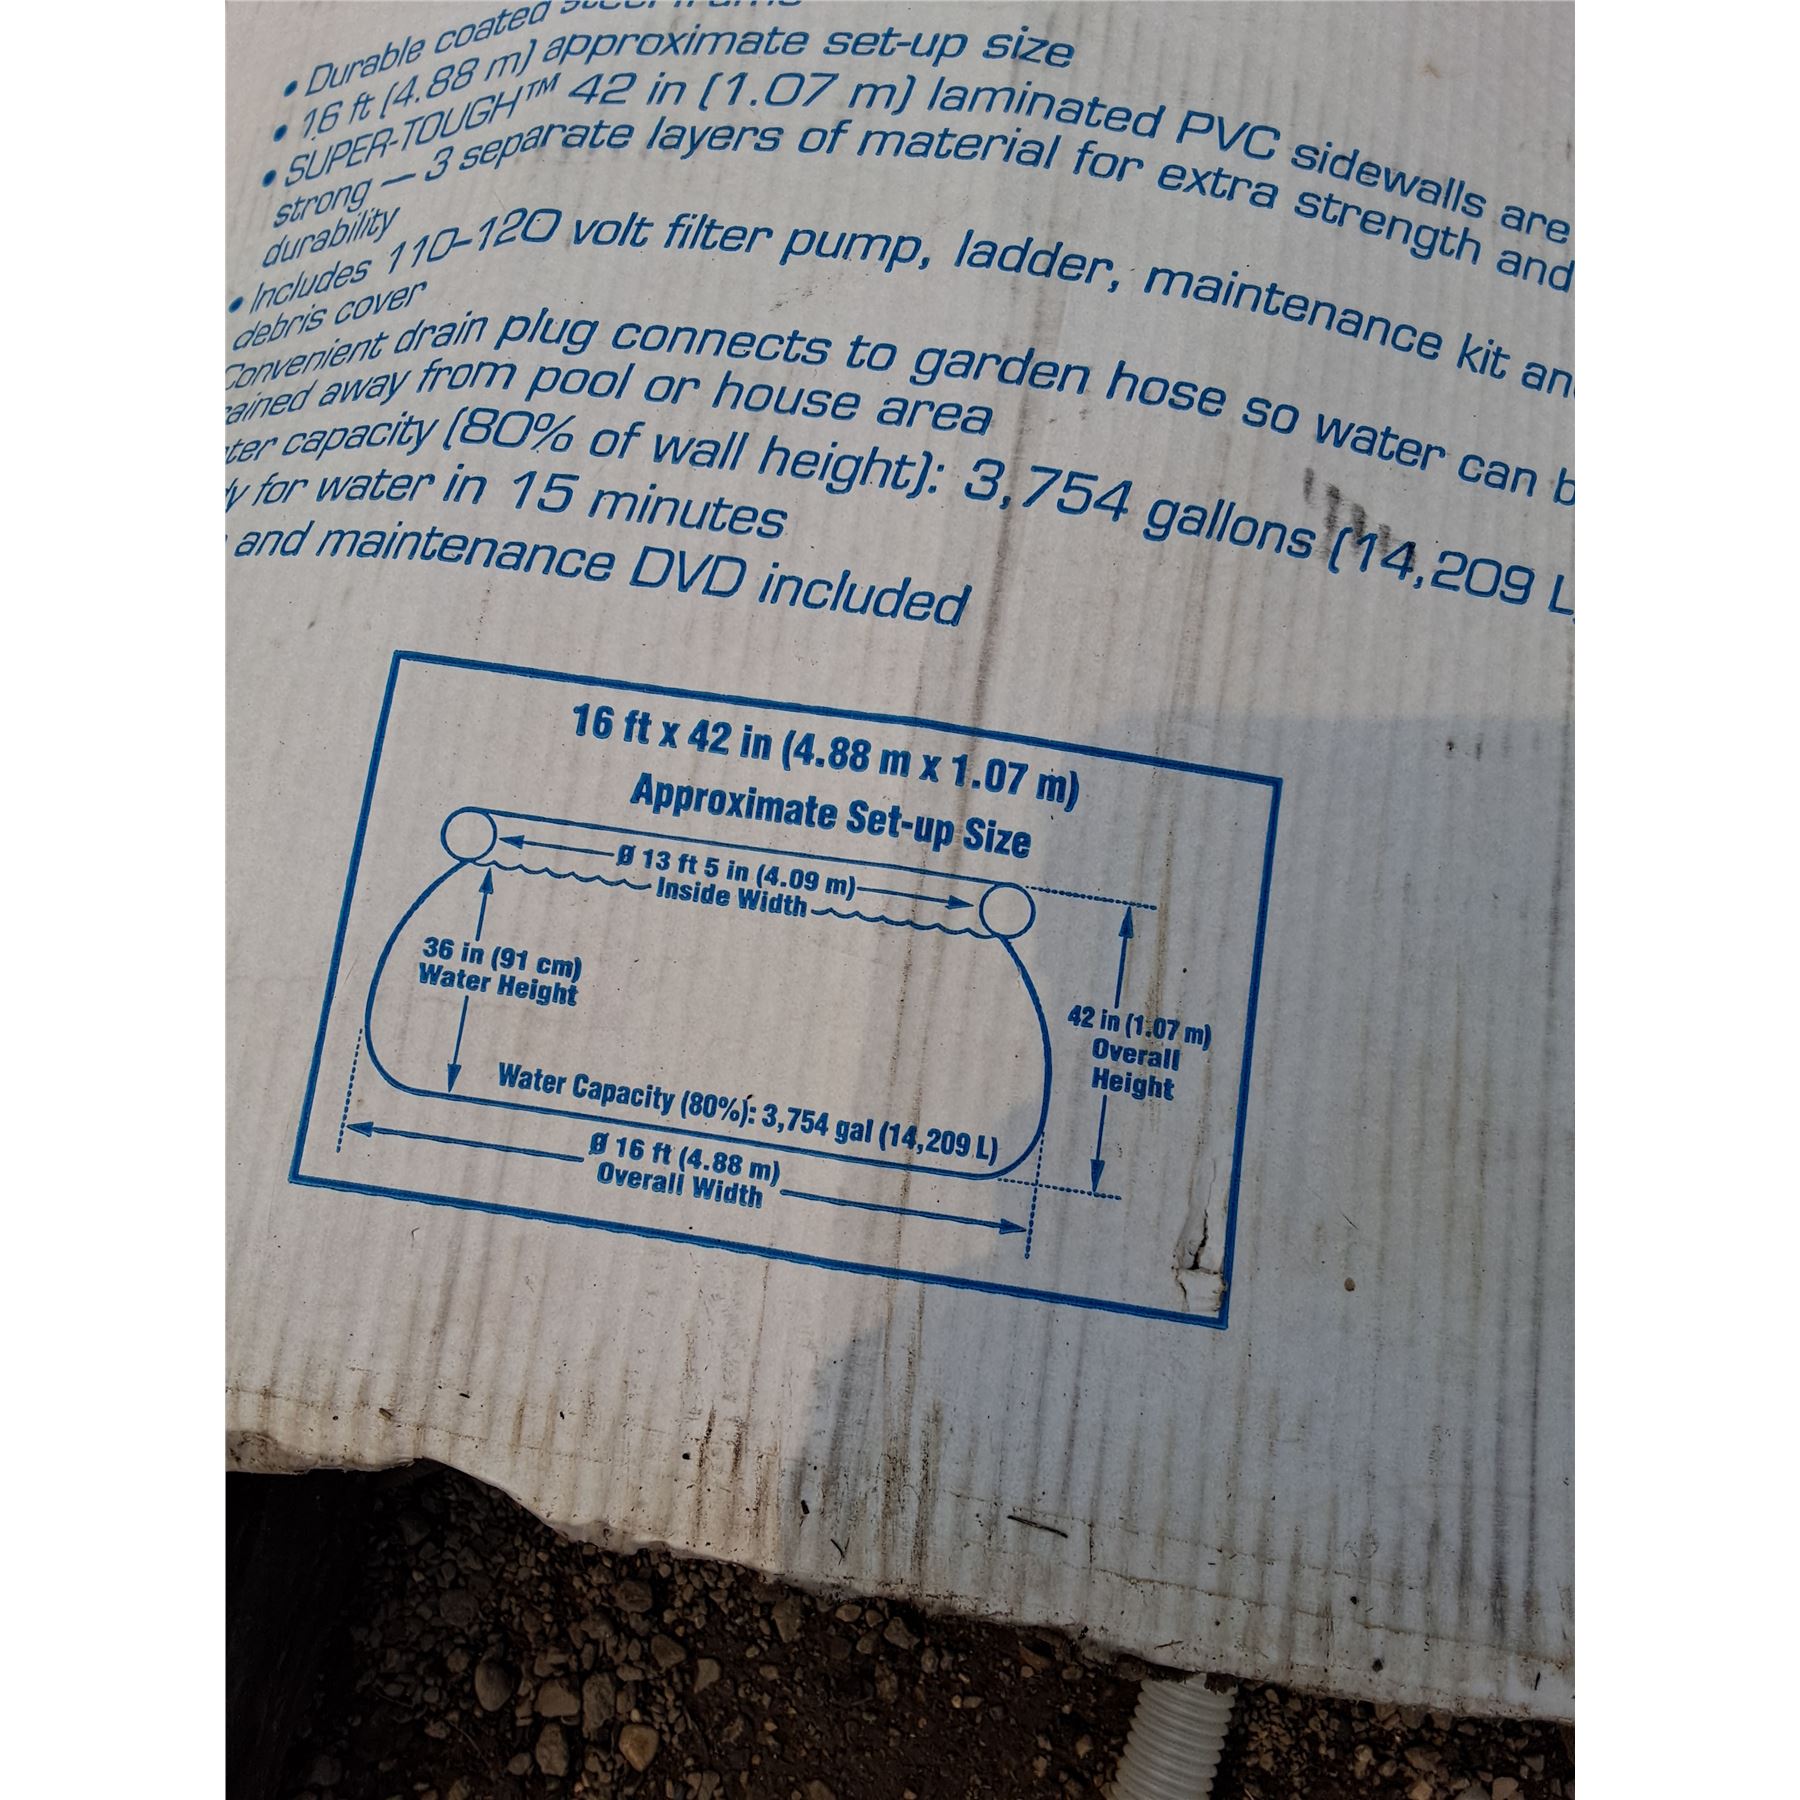 • Durable coated steel frame
• 16 ft (4.88 m) approximate set-up size
• SUPER-TOUGH™ 42 in (1.07 m) laminated PVC sidewalls are
strong — 3 separate layers of material for extra strength and
durability
• Includes 110-120 volt filter pump, ladder, maintenance kit
debris cover
Convenient drain plug connects to garden hose so water can
away from pool or house area
capacity (80% of wall height): 3,754 gallons (14,209 L
for water in 15 minutes
and maintenance DVD included
16 ft x 42 in (4.88 m x 1.07 m)
Approximate Set-up Size
Ø 13 ft 5 in (4.09 m)
Inside Width
36 in (91 cm)
Water Height
42 in (1.07 m)
Overall
Height
Water Capacity (80%): 3,754 gal (14,209 L)
Ø 16 ft (4.88 m)
Overall Width